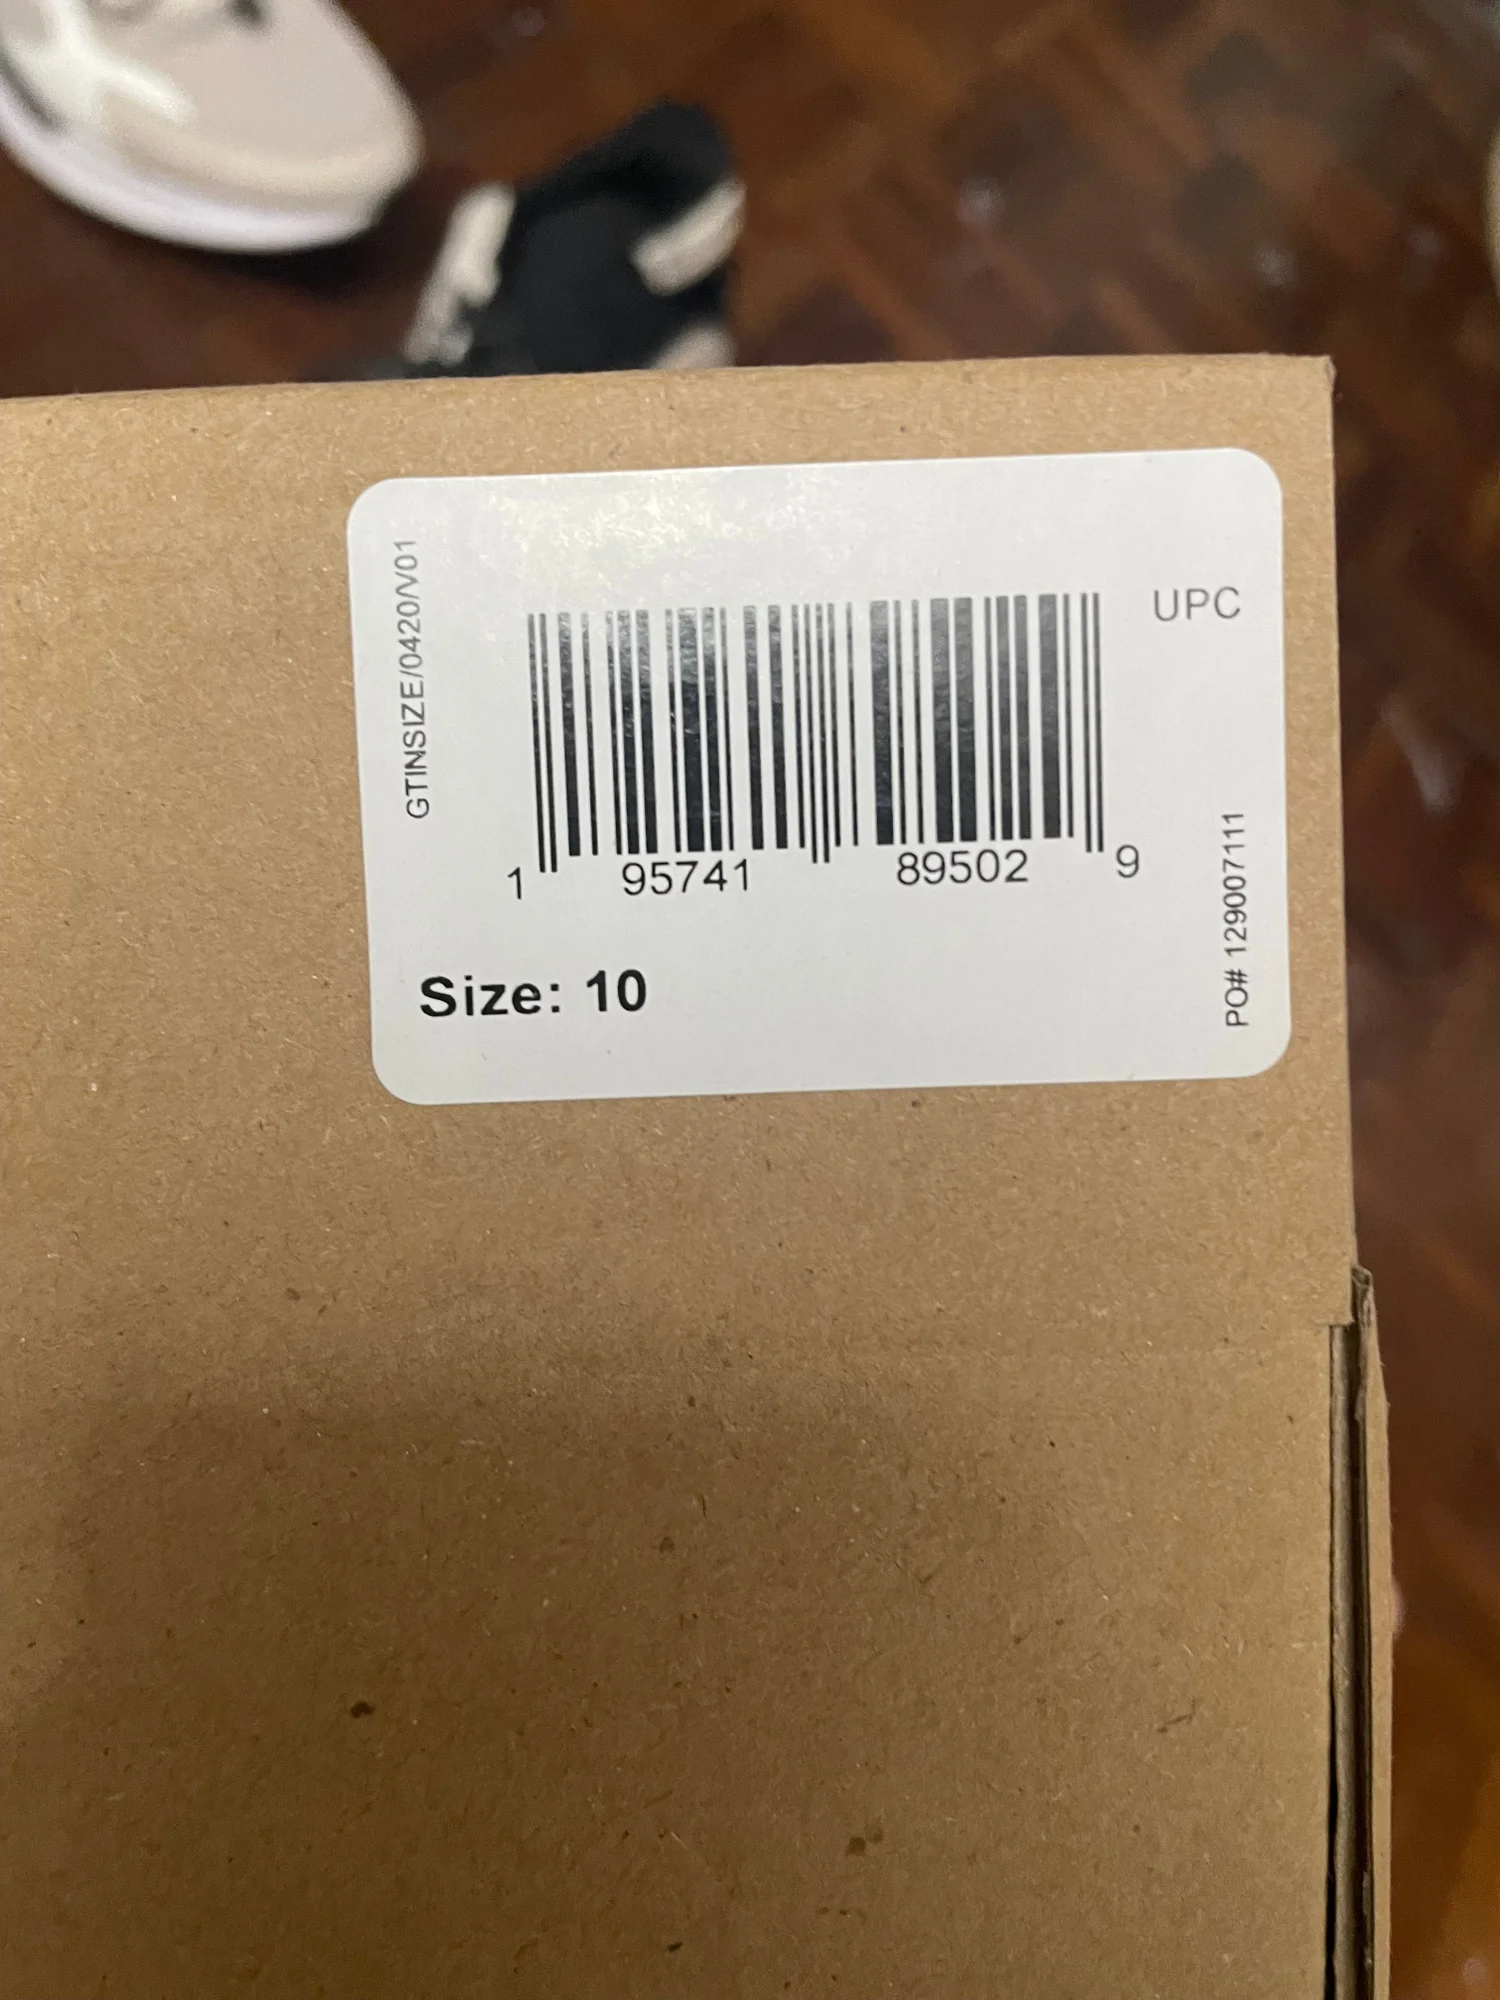 GTINSIZE/0420/V01
UPC
1 95741 89502 9
Size: 10
PO# 129007111